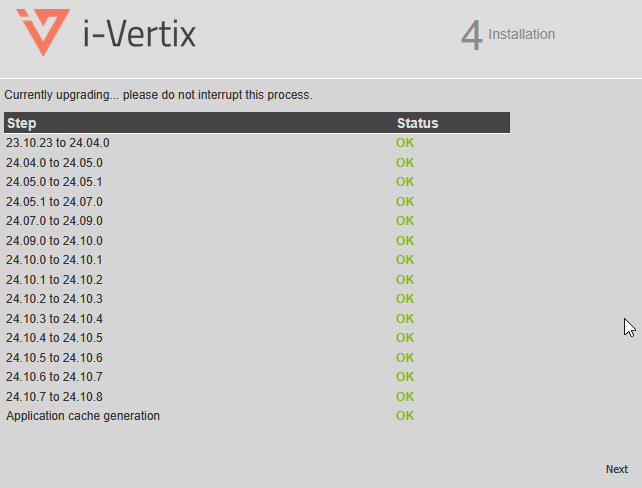 i-Vertix
4 Installation
Currently upgrading... please do not interrupt this process.
Step Status
23.10.23 to 24.04.0 OK
24.04.0 to 24.05.0 OK
24.05.0 to 24.05.1 OK
24.05.1 to 24.07.0 OK
24.07.0 to 24.09.0 OK
24.09.0 to 24.10.0 OK
24.10.0 to 24.10.1 OK
24.10.1 to 24.10.2 OK
24.10.2 to 24.10.3 OK
24.10.3 to 24.10.4 OK
24.10.4 to 24.10.5 OK
24.10.5 to 24.10.6 OK
24.10.6 to 24.10.7 OK
24.10.7 to 24.10.8 OK
Application cache generation OK
Next